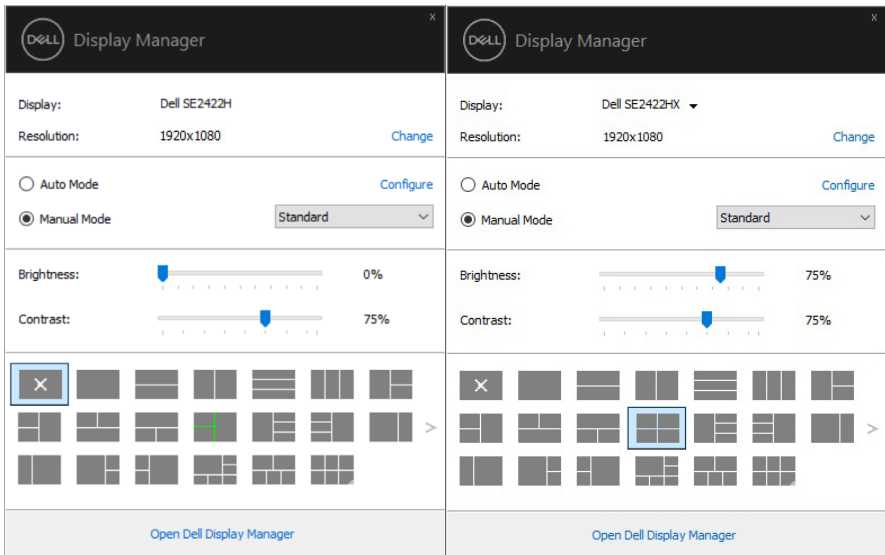 x
DELL Display Manager
Display: Dell SE2422H
Resolution: 1920x1080 Change
Auto Mode Configure
Manual Mode Standard
Brightness: 0%
Contrast: 75%
Open Dell Display Manager
x
DELL Display Manager
Display: Dell SE2422HX
Resolution: 1920x1080 Change
Auto Mode Configure
Manual Mode Standard
Brightness: 75%
Contrast: 75%
Open Dell Display Manager